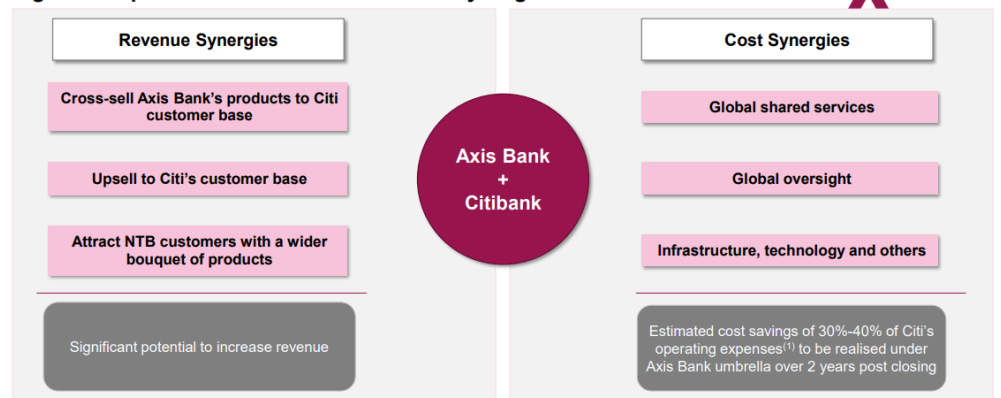 Revenue Synergies
Cross-sell Axis Bank's products to Citi
customer base
Upsell to Citi's customer base
Attract NTB customers with a wider
bouquet of products
Significant potential to increase revenue
Axis Bank
+
Citibank
Cost Synergies
Global shared services
Global oversight
Infrastructure, technology and others
Estimated cost savings of 30%-40% of Citi's
operating expenses(1) to be realised under
Axis Bank umbrella over 2 years post closing